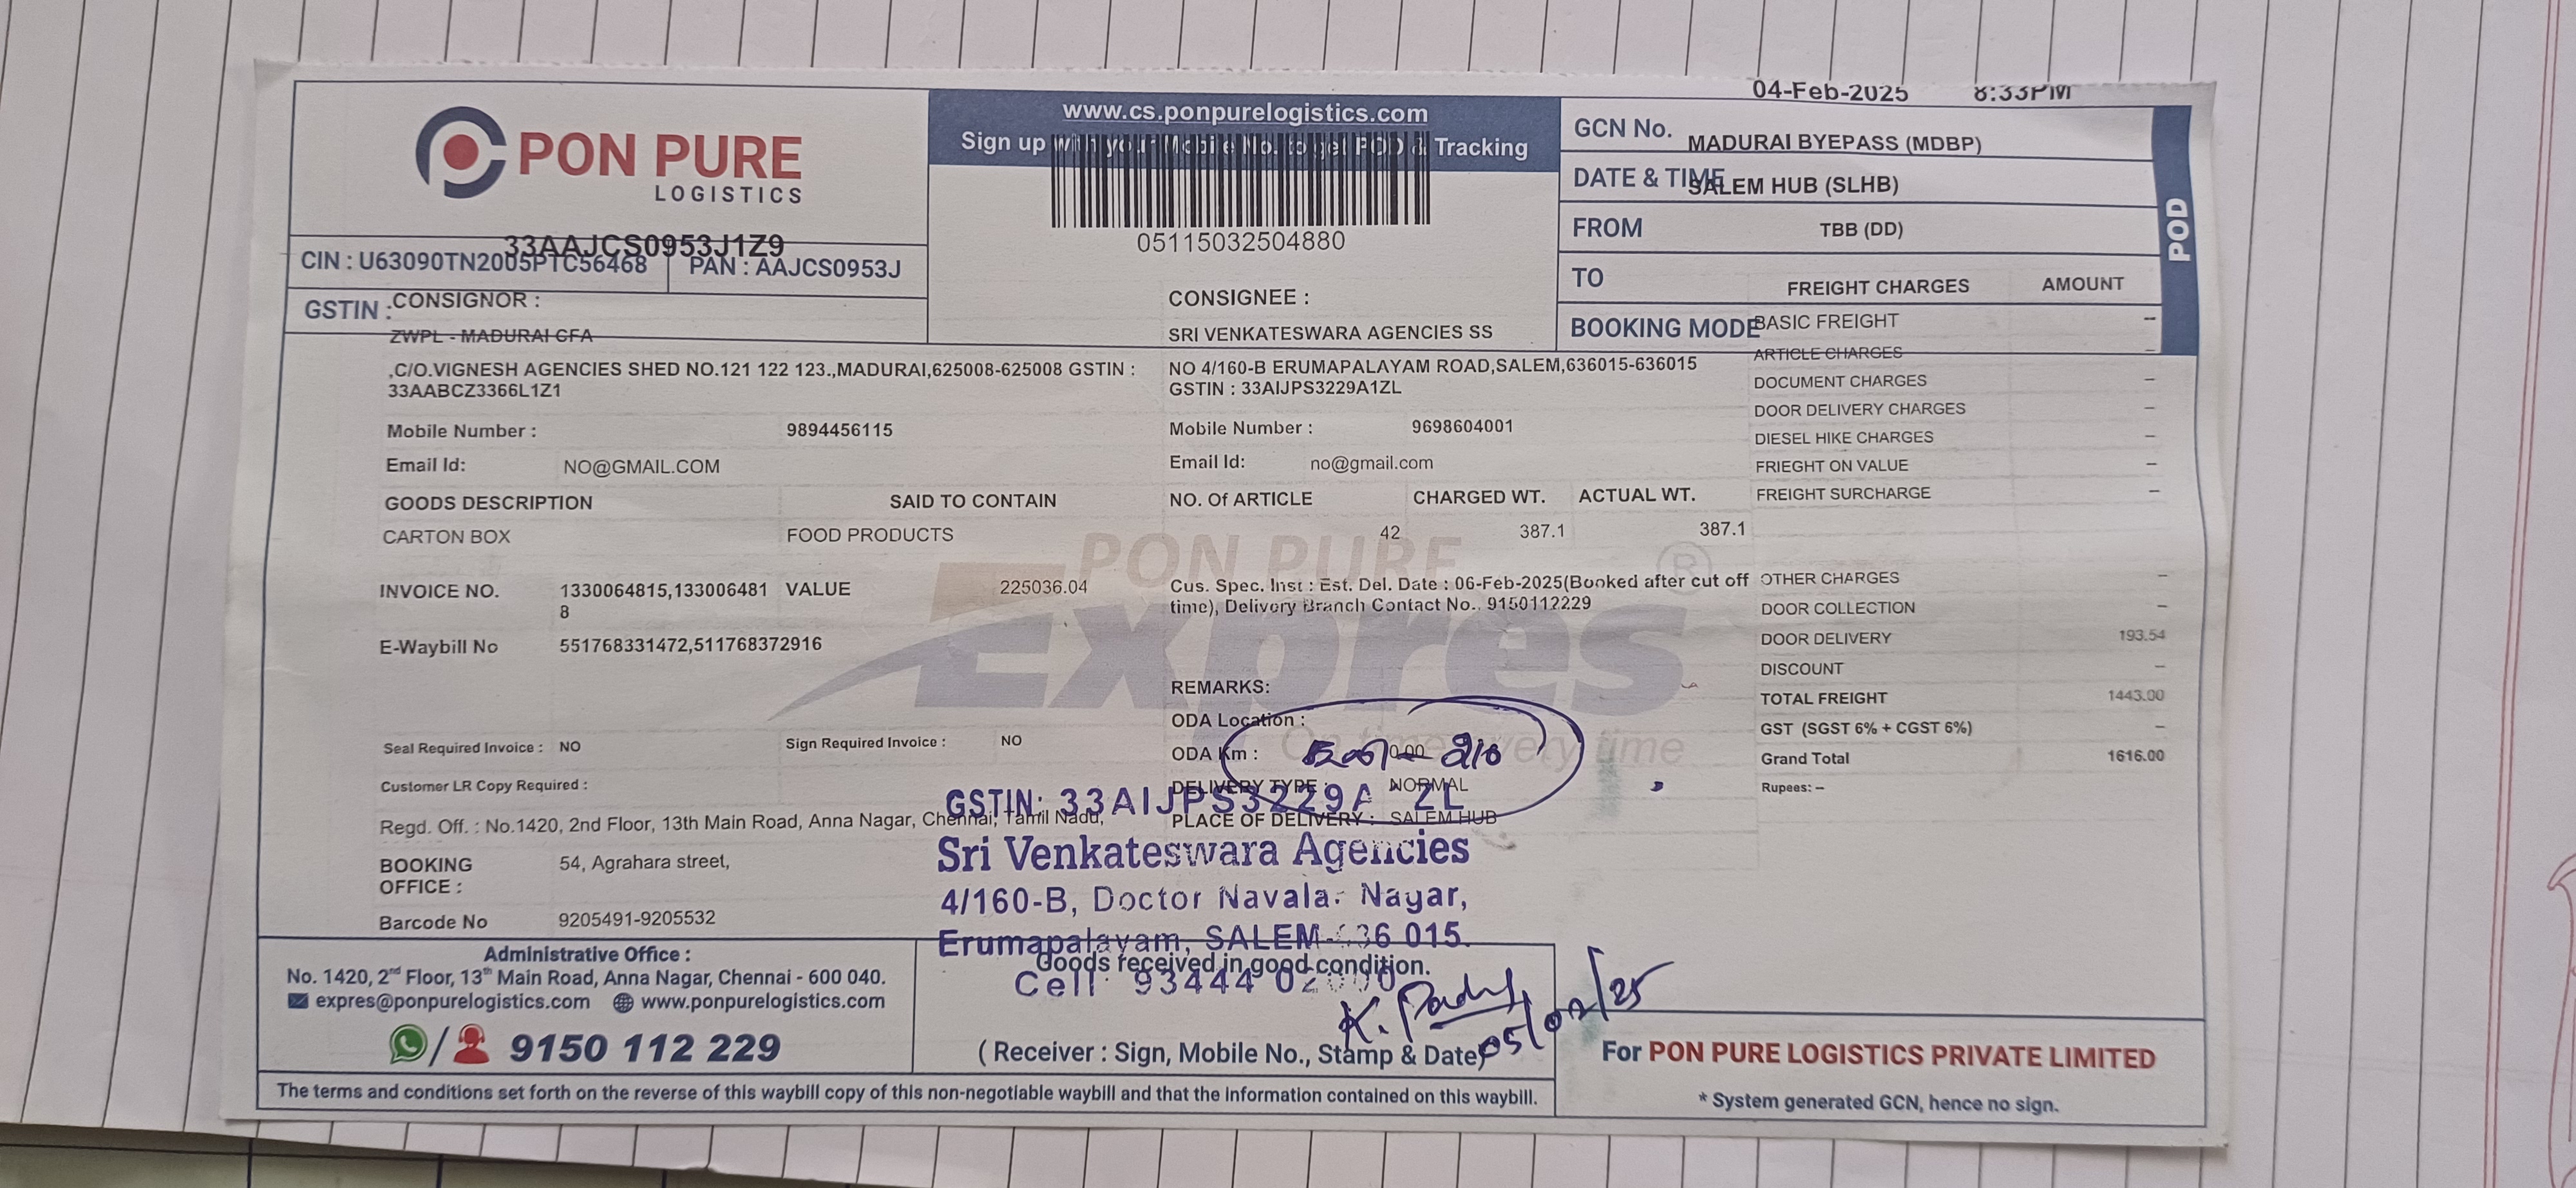 04-Feb-2025 8:33PM
PON PURE
LOGISTICS
www.cs.ponpurelogistics.com
Sign up with your Mobile No. to get POD & Tracking
05115032504880
GCN No. MADURAI BYEPASS (MDBP)
DATE & TIME SALEM HUB (SLHB)
FROM TBB (DD)
TO
BOOKING MODE
POD
33AAJCS0953J1Z9
CIN : U63090TN2005PTC56468 PAN : AAJCS0953J
GSTIN :
CONSIGNOR :
ZWPL - MADURAI CFA
,C/O.VIGNESH AGENCIES SHED NO.121 122 123.,MADURAI,625008-625008 GSTIN :
33AABCZ3366L1Z1
Mobile Number : 9894456115
Email Id: NO@GMAIL.COM
CONSIGNEE :
SRI VENKATESWARA AGENCIES SS
NO 4/160-B ERUMAPALAYAM ROAD,SALEM,636015-636015
GSTIN : 33AIJPS3229A1ZL
Mobile Number : 9698604001
Email Id: no@gmail.com
GOODS DESCRIPTION SAID TO CONTAIN NO. Of ARTICLE CHARGED WT. ACTUAL WT.
CARTON BOX FOOD PRODUCTS 42 387.1 387.1
INVOICE NO. 1330064815,133006481 VALUE 225036.04
8
E-Waybill No 551768331472,511768372916
Cus. Spec. Inst : Est. Del. Date : 06-Feb-2025(Booked after cut off
time), Delivery Branch Contact No.. 9150112229
PON PURE
Expres
®
On time every time
REMARKS:
ODA Location :
ODA Km : 0.00
DELIVERY TYPE : NORMAL
PLACE OF DELIVERY : SALEM HUB
Seal Required Invoice : NO Sign Required Invoice : NO
Customer LR Copy Required :
Regd. Off. : No.1420, 2nd Floor, 13th Main Road, Anna Nagar, Chennai, Tamil Nadu,
BOOKING 54, Agrahara street,
OFFICE :
Barcode No 9205491-9205532
FREIGHT CHARGES AMOUNT
BASIC FREIGHT --
ARTICLE CHARGES --
DOCUMENT CHARGES --
DOOR DELIVERY CHARGES --
DIESEL HIKE CHARGES --
FRIEGHT ON VALUE --
FREIGHT SURCHARGE --
OTHER CHARGES --
DOOR COLLECTION --
DOOR DELIVERY 193.54
DISCOUNT --
TOTAL FREIGHT 1443.00
GST (SGST 6% + CGST 6%) --
Grand Total 1616.00
Rupees: --
GSTIN: 33AIJPS3229A ZL
Sri Venkateswara Agencies
4/160-B, Doctor Navalar Nagar,
Erumapalayam, SALEM-636 015.
Cell: 93444
Goods received in good condition.
K.
05/02/25
(Receiver : Sign, Mobile No., Stamp & Date)
Administrative Office :
No. 1420, 2nd Floor, 13th Main Road, Anna Nagar, Chennai - 600 040.
expres@ponpurelogistics.com www.ponpurelogistics.com
/ 9150 112 229
For PON PURE LOGISTICS PRIVATE LIMITED
* System generated GCN, hence no sign.
The terms and conditions set forth on the reverse of this waybill copy of this non-negotiable waybill and that the information contained on this waybill.